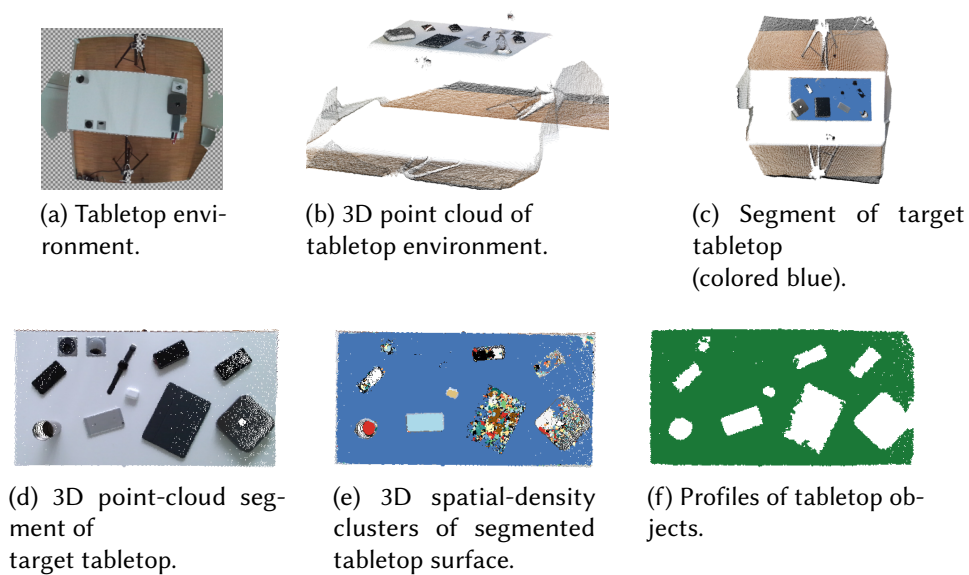 (a) Tabletop envi-
ronment.
(b) 3D point cloud of
tabletop environment.
(c) Segment of target
tabletop
(colored blue).
(d) 3D point-cloud seg-
ment of
target tabletop.
(e) 3D spatial-density
clusters of segmented
tabletop surface.
(f) Profiles of tabletop ob-
jects.